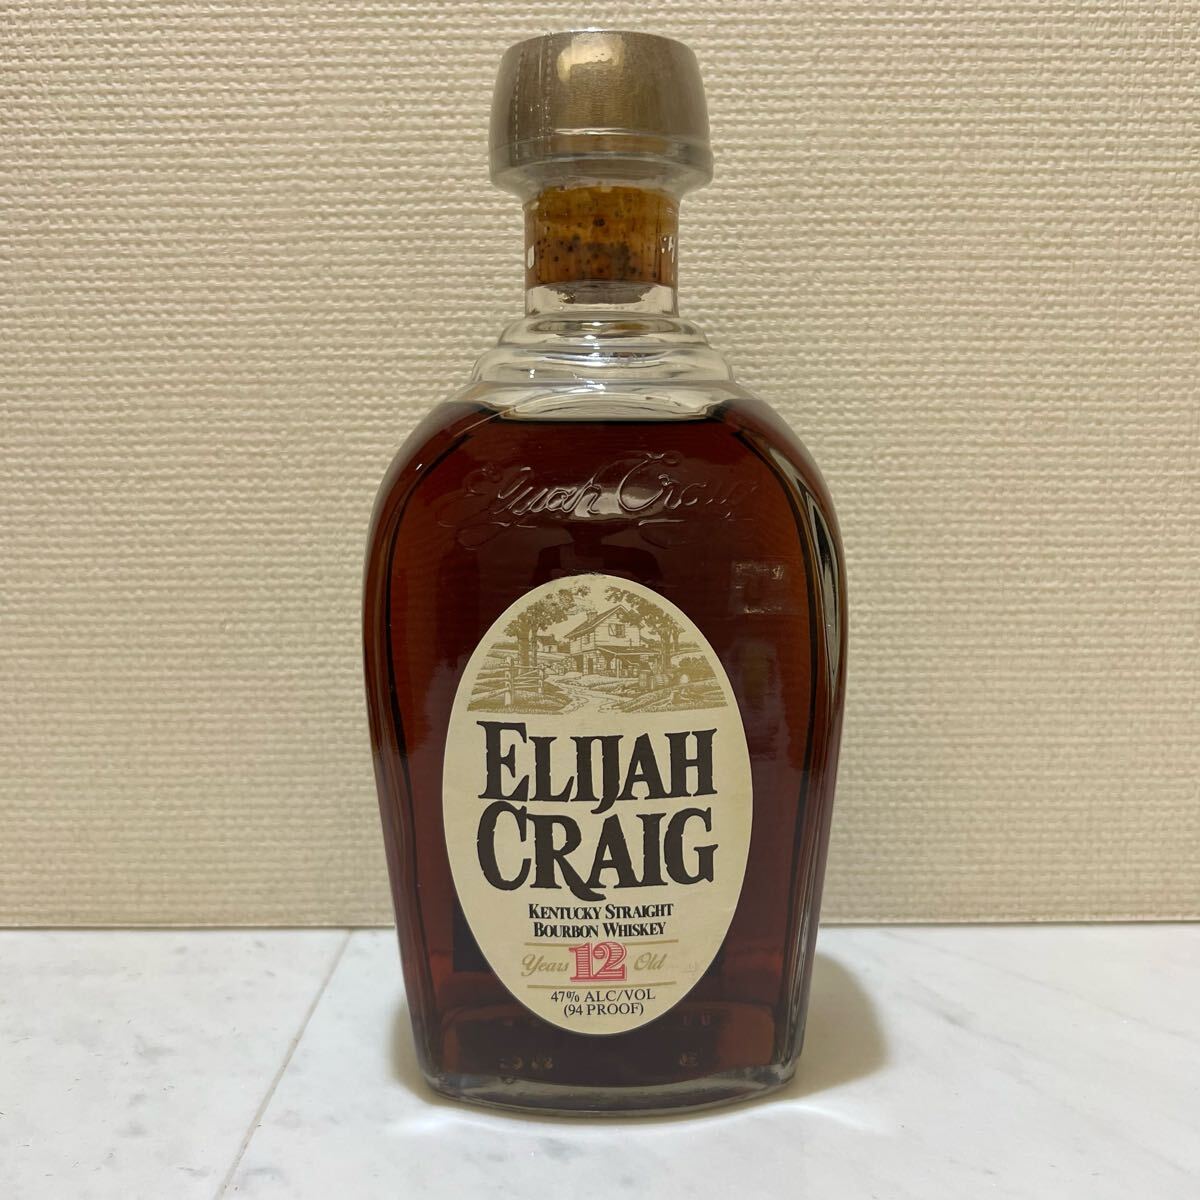 Elijah Craig
ELIJAH
CRAIG
KENTUCKY STRAIGHT
BOURBON WHISKEY
Years 12 Old
47% ALC/VOL
(94 PROOF)